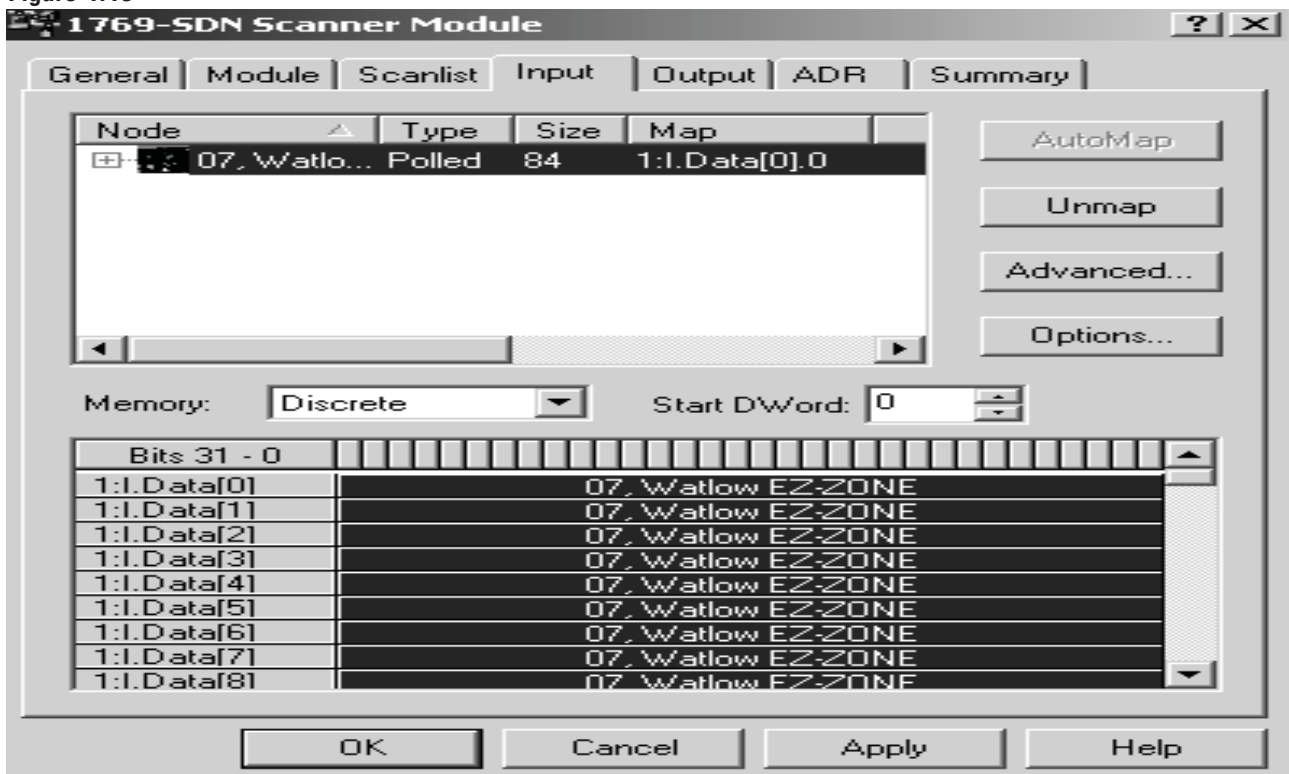 1769-SDN Scanner Module
General Module Scanlist Input Output ADR Summary
Node Type Size Map
07, Watlo... Polled 84 1:I.Data[0].0
AutoMap
Unmap
Advanced...
Options...
Memory: Discrete Start DWord: 0
Bits 31 - 0
1:I.Data[0] 07, Watlow EZ-ZONE
1:I.Data[1] 07, Watlow EZ-ZONE
1:I.Data[2] 07, Watlow EZ-ZONE
1:I.Data[3] 07, Watlow EZ-ZONE
1:I.Data[4] 07, Watlow EZ-ZONE
1:I.Data[5] 07, Watlow EZ-ZONE
1:I.Data[6] 07, Watlow EZ-ZONE
1:I.Data[7] 07, Watlow EZ-ZONE
1:I.Data[8] 07, Watlow EZ-ZONE
OK Cancel Apply Help